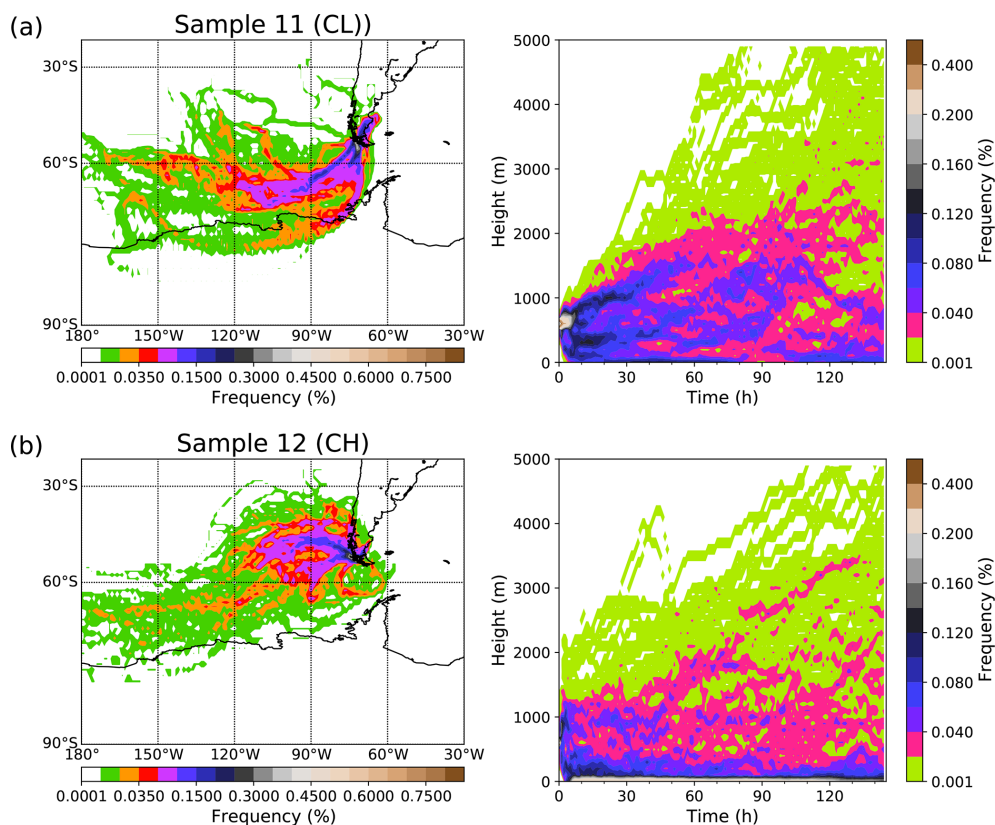 (a)
Sample 11 (CL))
30°S
60°S
90°S
180° 150°W 120°W 90°W 60°W 30°W
0.0001 0.0350 0.1500 0.3000 0.4500 0.6000 0.7500
Frequency (%)
5000
4000
3000
2000
1000
0
Height (m)
0 30 60 90 120
Time (h)
0.400
0.200
0.160
0.120
0.080
0.040
0.001
Frequency (%)
(b)
Sample 12 (CH)
30°S
60°S
90°S
180° 150°W 120°W 90°W 60°W 30°W
0.0001 0.0350 0.1500 0.3000 0.4500 0.6000 0.7500
Frequency (%)
5000
4000
3000
2000
1000
0
Height (m)
0 30 60 90 120
Time (h)
0.400
0.200
0.160
0.120
0.080
0.040
0.001
Frequency (%)